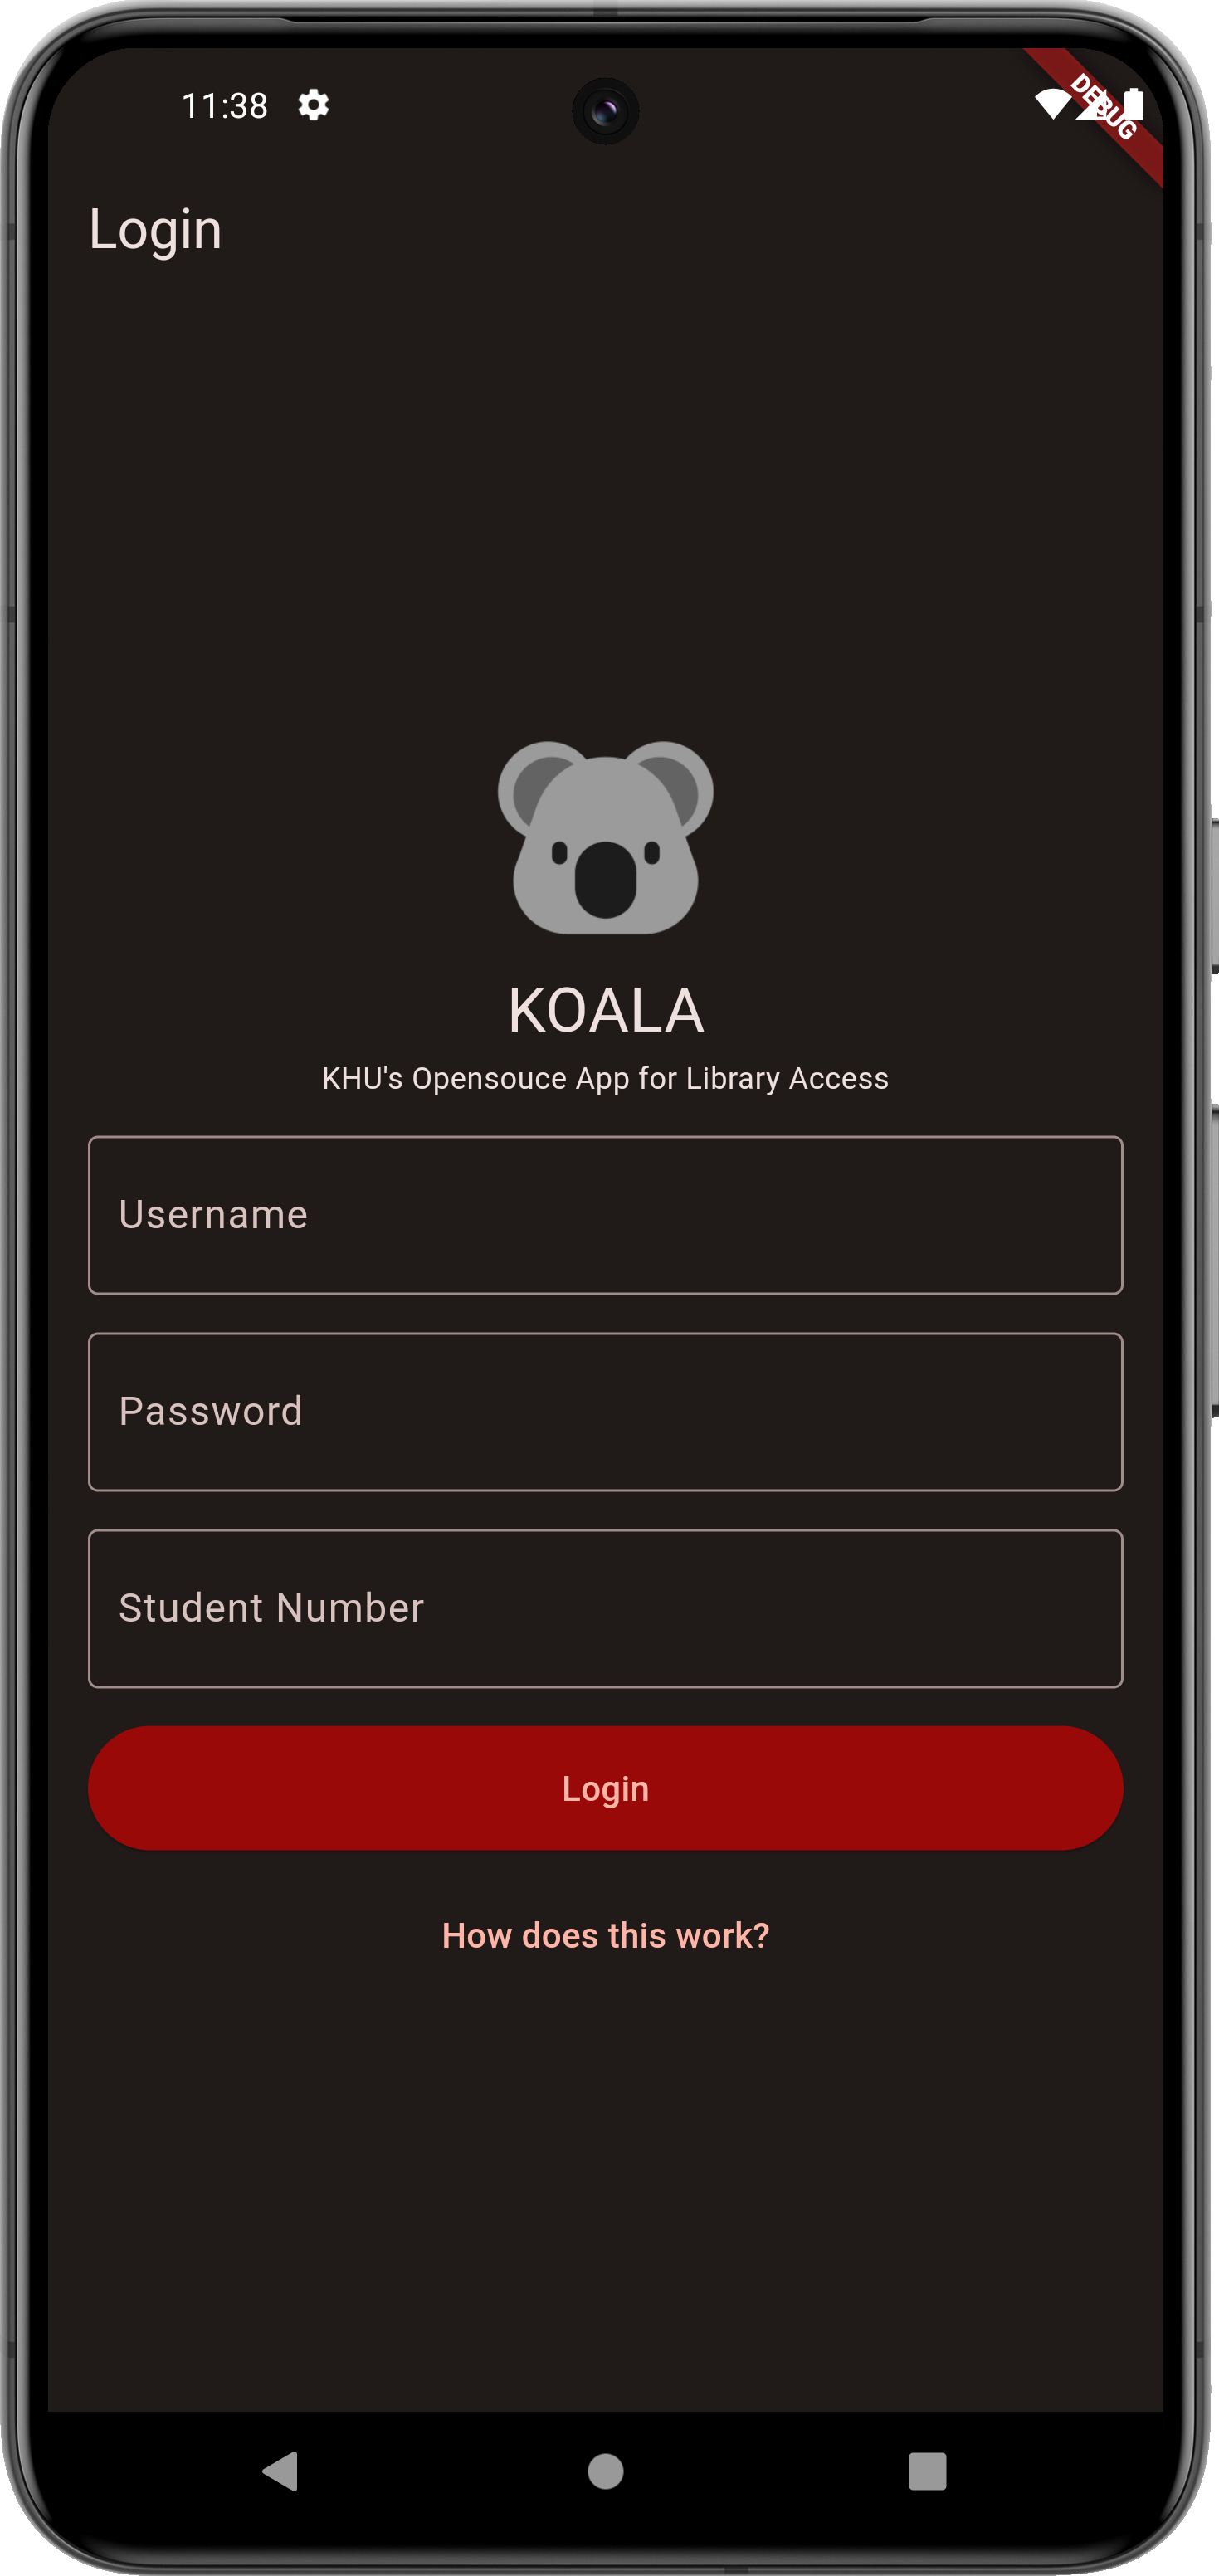 11:38
DEBUG
Login
KOALA
KHU's Opensouce App for Library Access
Username
Password
Student Number
Login
How does this work?